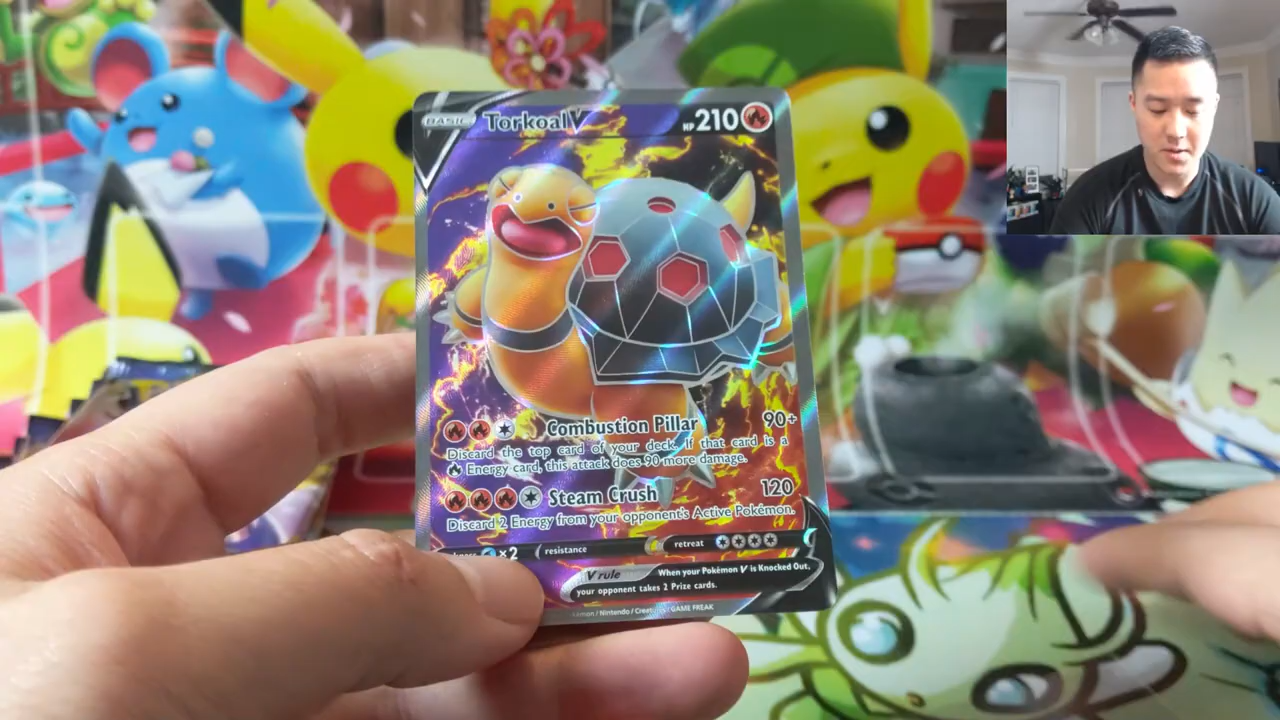 BASIC Torkoal V HP 210
Combustion Pillar 90+
Discard the top card of your deck. If that card is a
Energy card, this attack does 90 more damage.
Steam Crush 120
Discard 2 Energy from your opponent's Active Pokémon.
×2 resistance retreat
V rule When your Pokémon V is Knocked Out,
your opponent takes 2 Prize cards.
/ Nintendo / Creatures / GAME FREAK